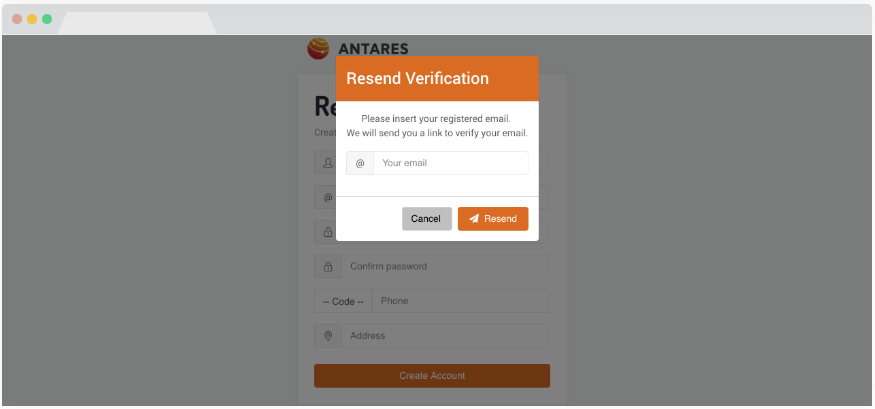 ANTARES
Resend Verification
Re
Creat
Please insert your registered email.
We will send you a link to verify your email.
@ Your email
@
Cancel Resend
Confirm password
-- Code -- Phone
Address
Create Account